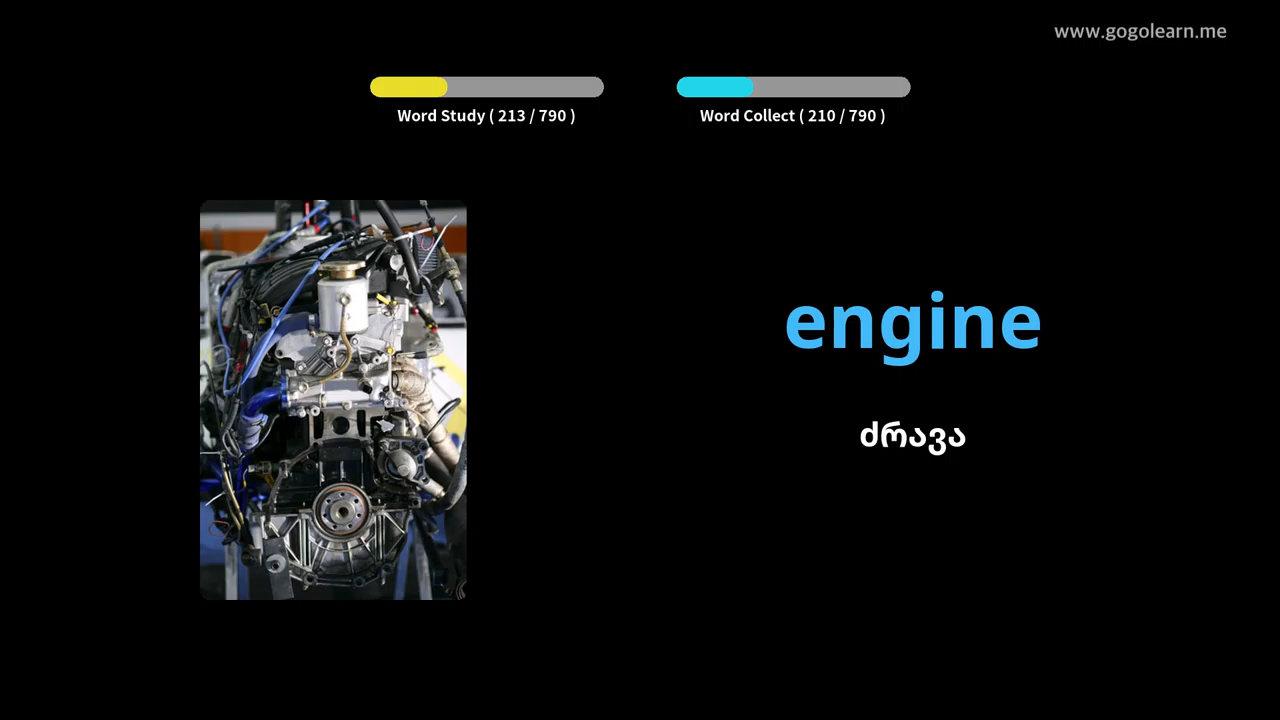 www.gogolearn.me
Word Study ( 213 / 790 )
Word Collect ( 210 / 790 )
engine
ძრავა